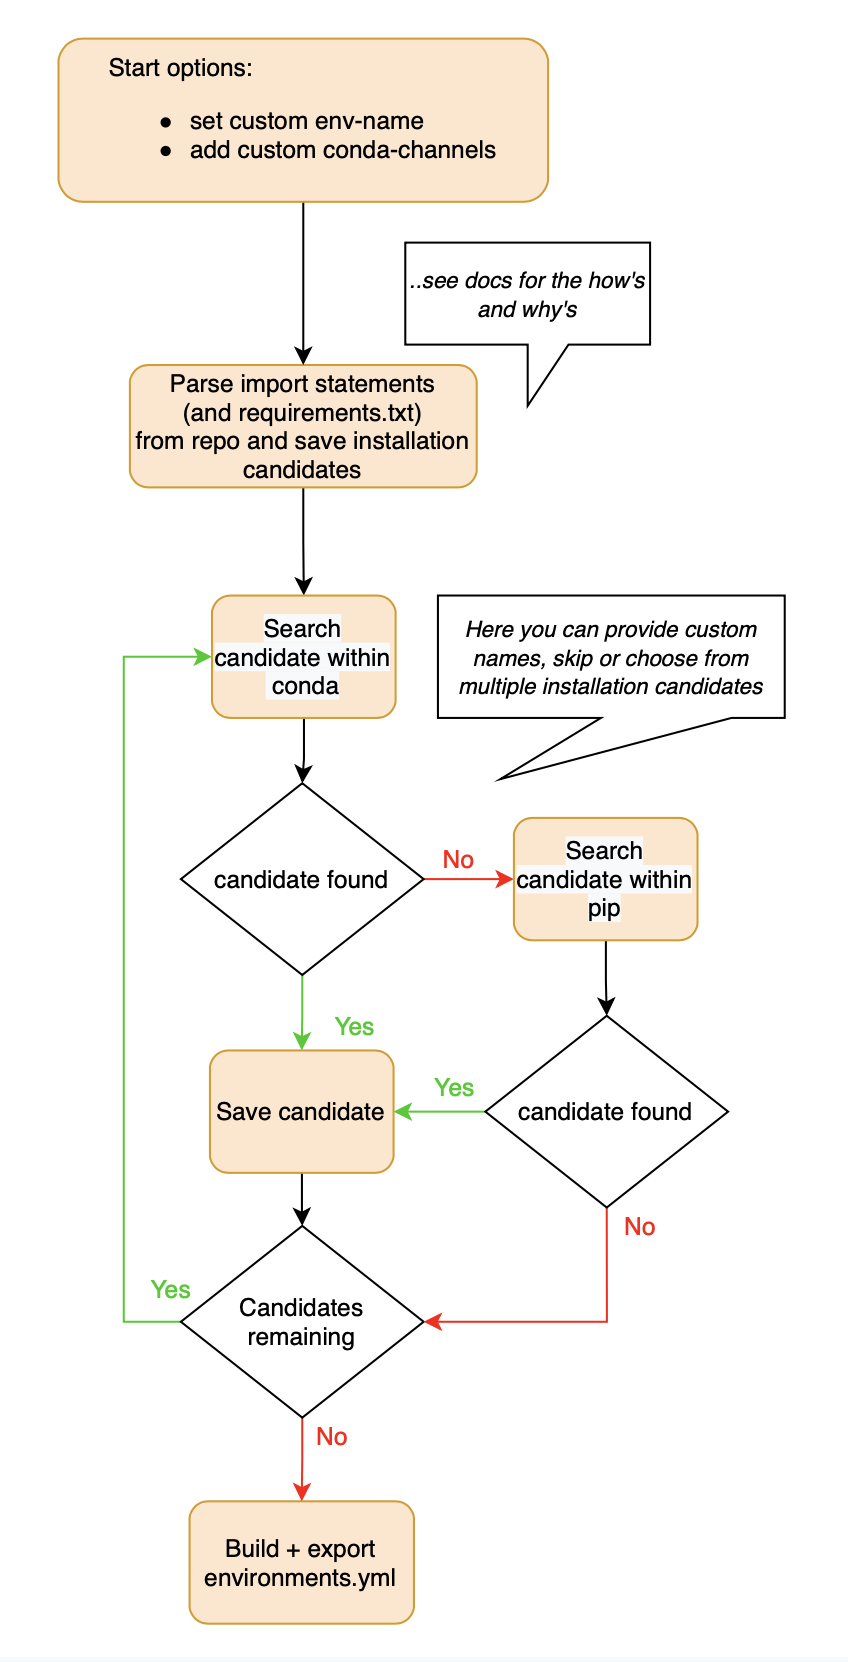 Start options:
● set custom env-name
● add custom conda-channels
..see docs for the how's
and why's
Parse import statements
(and requirements.txt)
from repo and save installation
candidates
Search
candidate within
conda
Here you can provide custom
names, skip or choose from
multiple installation candidates
candidate found
No
Search
candidate within
pip
Yes
Save candidate
Yes
candidate found
No
Yes
Candidates
remaining
No
Build + export
environments.yml